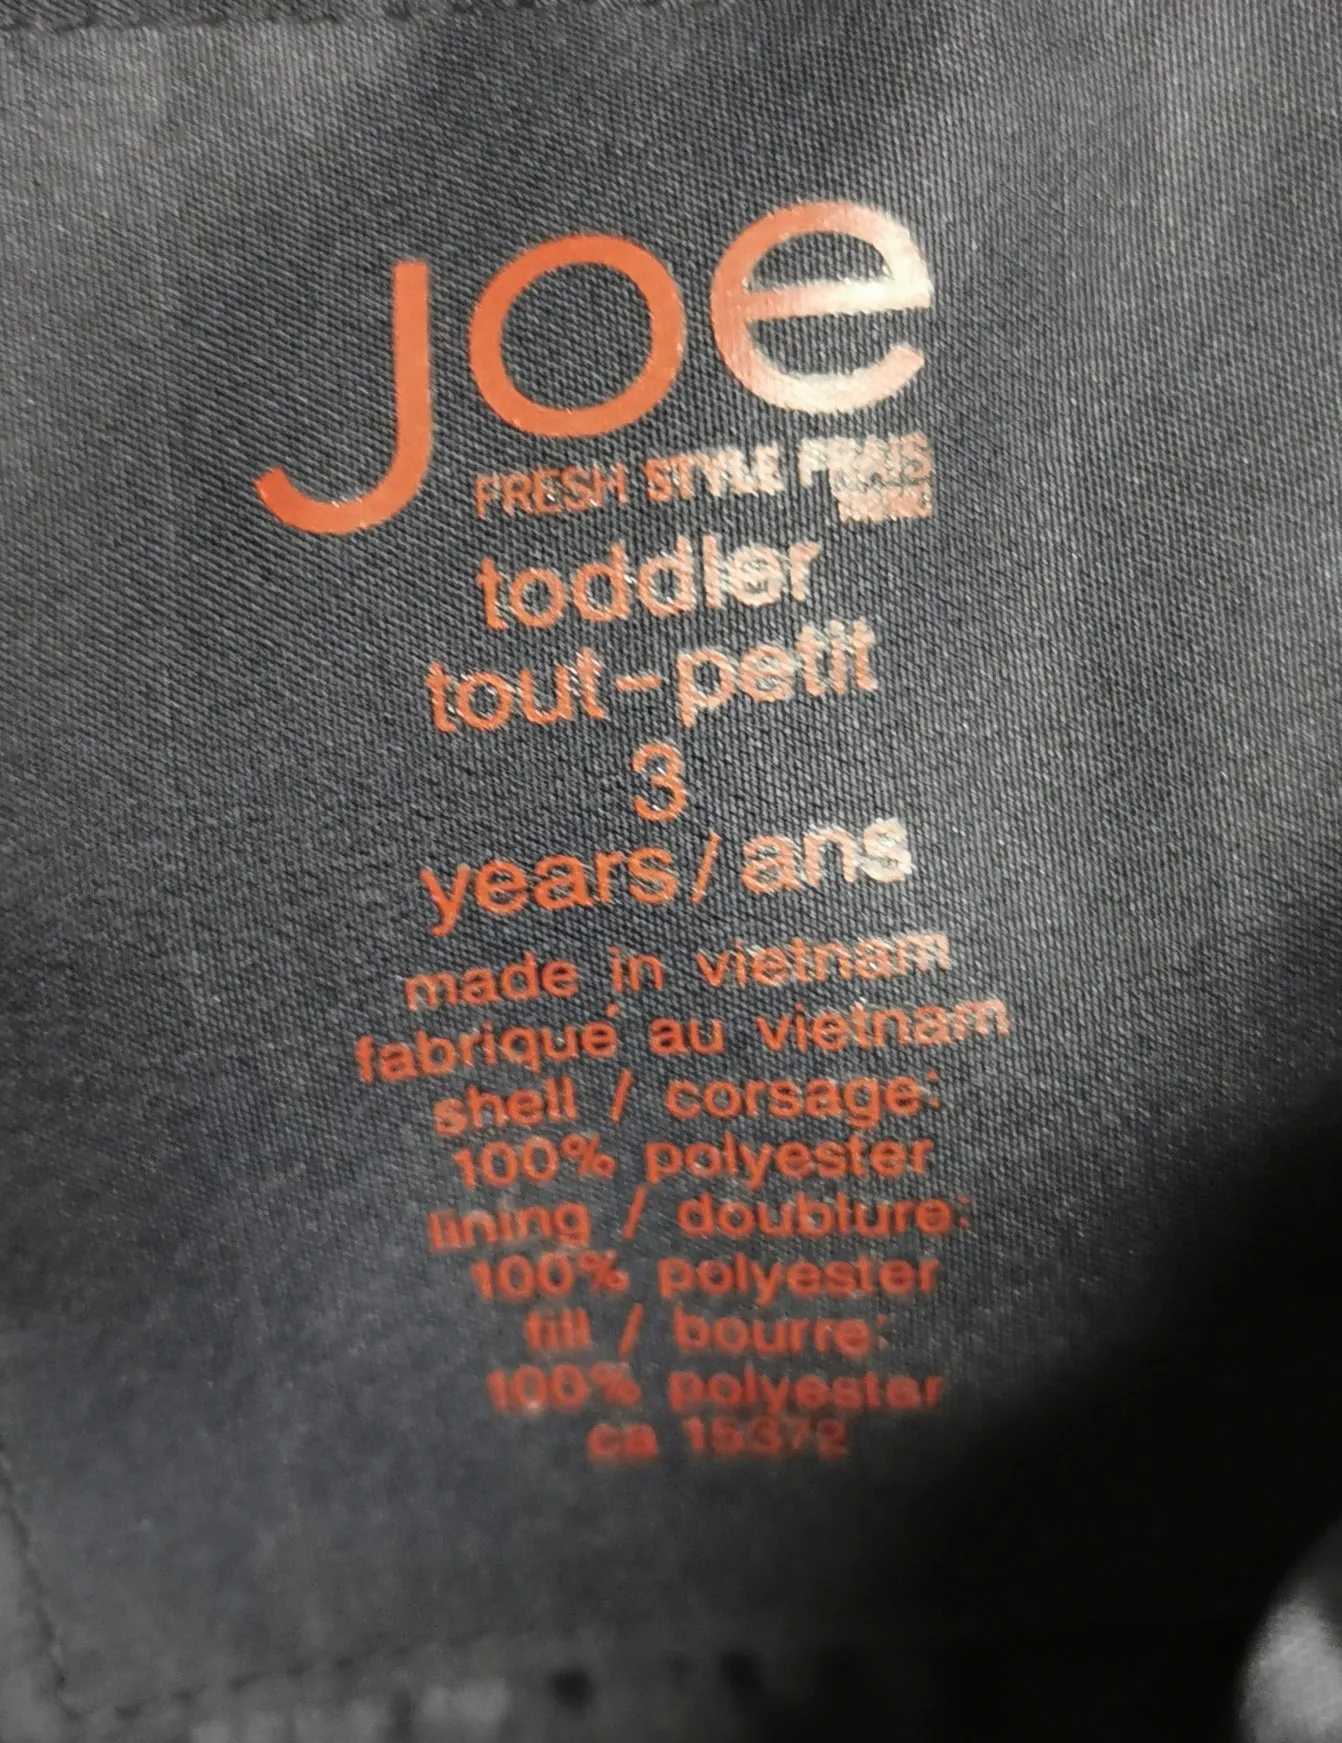 Joe
FRESH STYLE FRAIS
toddler
tout-petit
3
years/ans
made in vietnam
fabriqué au vietnam
shell / corsage:
100% polyester
lining / doublure:
100% polyester
fill / bourre:
100% polyester
ca 15372